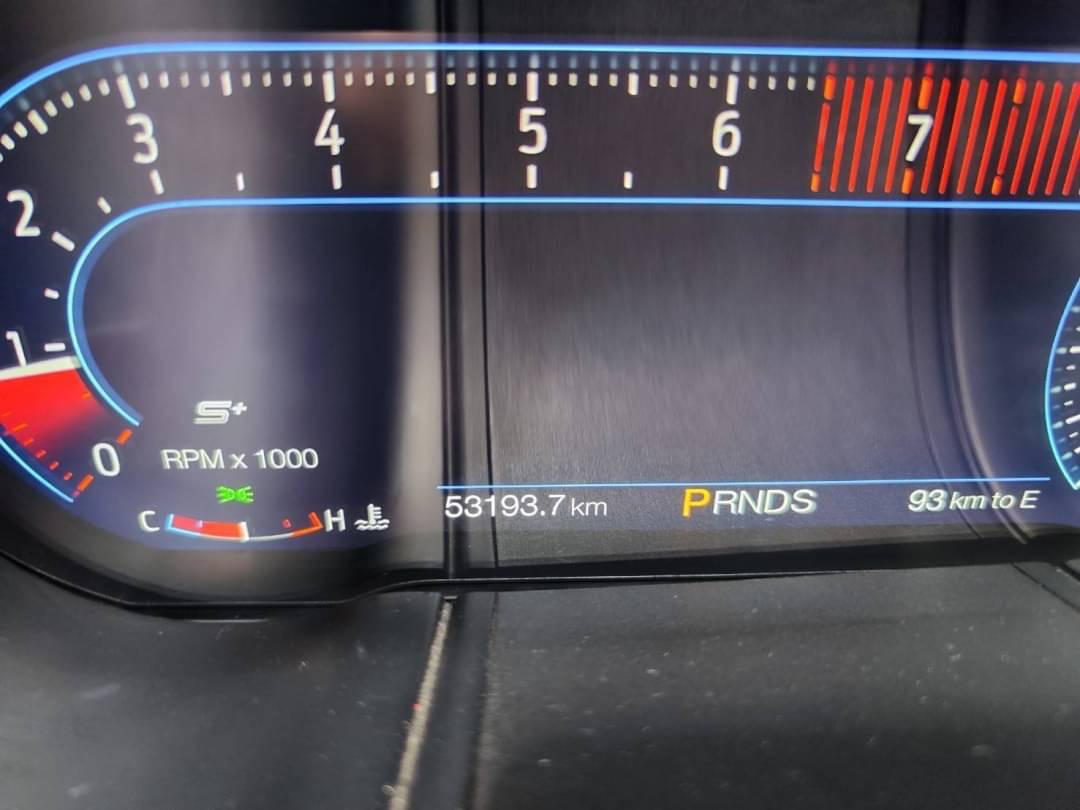 3 4 5 6 7
2
1
S+
0 RPM x 1000
C H
53193.7 km PRNDS 93 km to E